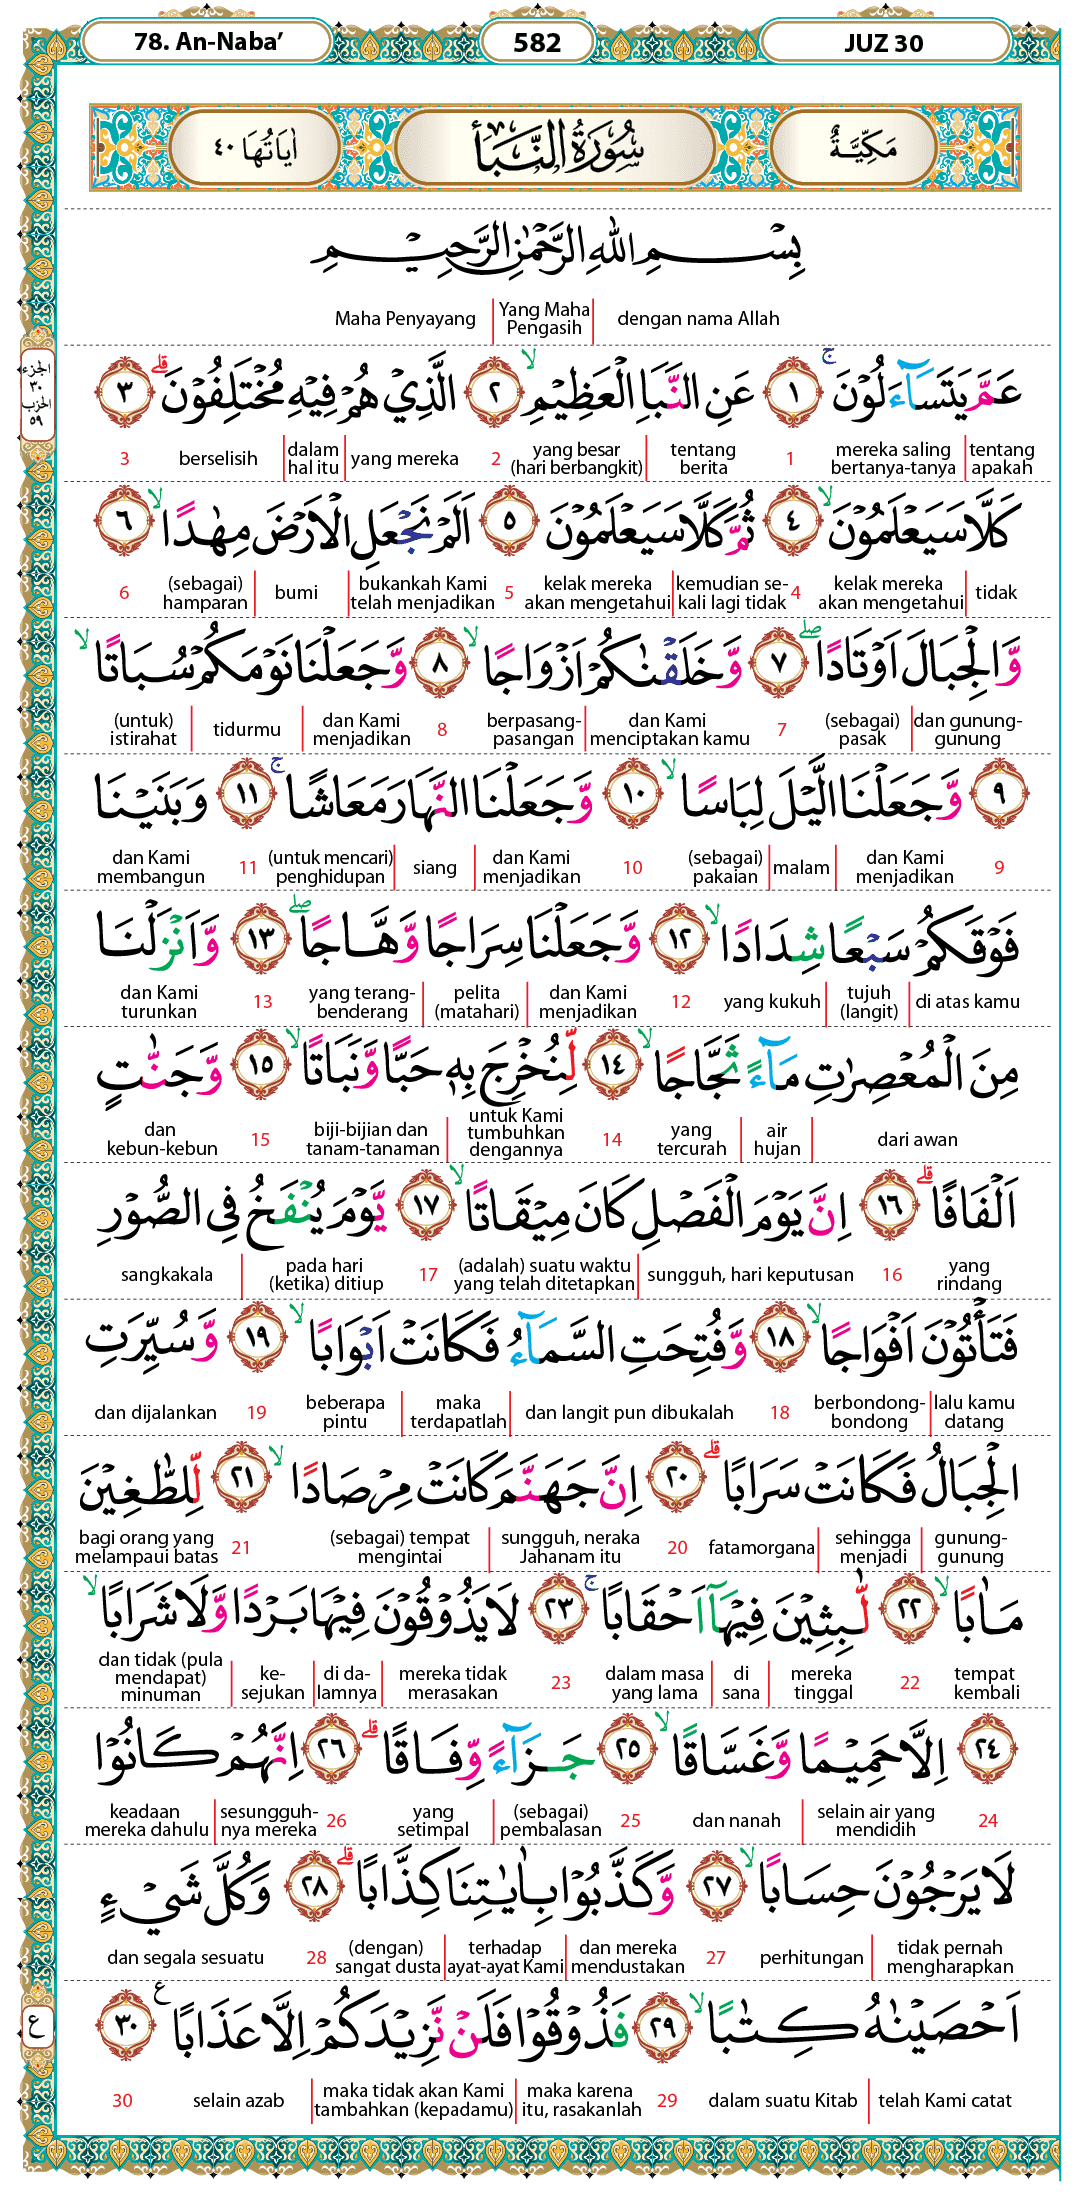 78. An-Naba’ 582 JUZ 30
مَكِّيَّةٌ سُوْرَةُ النَّبَأِ اٰيَاتُهَا ٤٠
بِسْمِ اللّٰهِ الرَّحْمٰنِ الرَّحِيْمِ
dengan nama Allah | Yang Maha Pengasih | Maha Penyayang
عَمَّ يَتَسَاۤءَلُوْنَۚ ١ عَنِ النَّبَاِ الْعَظِيْمِۙ ٢ الَّذِيْ هُمْ فِيْهِ مُخْتَلِفُوْنَۗ ٣
tentang apakah | mereka saling bertanya-tanya 1 tentang berita | yang besar (hari berbangkit) 2 yang mereka | dalam hal itu | berselisih 3
الجزء ٣٠ الحزب ٥٩
كَلَّا سَيَعْلَمُوْنَۙ ٤ ثُمَّ كَلَّا سَيَعْلَمُوْنَ ٥ اَلَمْ نَجْعَلِ الْاَرْضَ مِهٰدًاۙ ٦
tidak | kelak mereka akan mengetahui 4 kemudian se-kali lagi tidak | kelak mereka akan mengetahui 5 bukankah Kami telah menjadikan | bumi | (sebagai) hamparan 6
وَّالْجِبَالَ اَوْتَادًاۖ ٧ وَّخَلَقْنٰكُمْ اَزْوَاجًاۙ ٨ وَّجَعَلْنَا نَوْمَكُمْ سُبَاتًاۙ
dan gunung-gunung | (sebagai) pasak 7 dan Kami menciptakan kamu | berpasang-pasangan 8 dan Kami menjadikan | tidurmu | (untuk) istirahat
٩ وَّجَعَلْنَا الَّيْلَ لِبَاسًاۙ ١٠ وَّجَعَلْنَا النَّهَارَ مَعَاشًاۚ ١١ وَبَنَيْنَا
9 dan Kami menjadikan | malam | (sebagai) pakaian 10 dan Kami menjadikan | siang | (untuk mencari) penghidupan 11 dan Kami membangun
فَوْقَكُمْ سَبْعًا شِدَادًاۙ ١٢ وَّجَعَلْنَا سِرَاجًا وَّهَّاجًاۖ ١٣ وَّاَنْزَلْنَا
di atas kamu | tujuh (langit) | yang kukuh 12 dan Kami menjadikan | pelita (matahari) | yang terang-benderang 13 dan Kami turunkan
مِنَ الْمُعْصِرٰتِ مَاۤءً ثَجَّاجًاۙ ١٤ لِّنُخْرِجَ بِهٖ حَبًّا وَّنَبَاتًاۙ ١٥ وَّجَنّٰتٍ
dari awan | air hujan | yang tercurah 14 untuk Kami tumbuhkan dengannya | biji-bijian dan tanam-tanaman 15 dan kebun-kebun
اَلْفَافًاۗ ١٦ اِنَّ يَوْمَ الْفَصْلِ كَانَ مِيْقَاتًاۙ ١٧ يَّوْمَ يُنْفَخُ فِى الصُّوْرِ
yang rindang 16 sungguh, hari keputusan | (adalah) suatu waktu yang telah ditetapkan 17 pada hari (ketika) ditiup | sangkakala
فَتَأْتُوْنَ اَفْوَاجًاۙ ١٨ وَّفُتِحَتِ السَّمَاۤءُ فَكَانَتْ اَبْوَابًاۙ ١٩ وَّسُيِّرَتِ
lalu kamu datang | berbondong-bondong 18 dan langit pun dibukalah | maka terdapatlah | beberapa pintu 19 dan dijalankan
الْجِبَالُ فَكَانَتْ سَرَابًاۗ ٢٠ اِنَّ جَهَنَّمَ كَانَتْ مِرْصَادًاۙ ٢١ لِّلطّٰغِيْنَ
gunung-gunung | sehingga menjadi | fatamorgana 20 sungguh, neraka Jahanam itu | (sebagai) tempat mengintai 21 bagi orang yang melampaui batas
مَاٰبًاۙ ٢٢ لّٰبِثِيْنَ فِيْهَآ اَحْقَابًاۚ ٢٣ لَا يَذُوْقُوْنَ فِيْهَا بَرْدًا وَّلَا شَرَابًاۙ
tempat kembali 22 mereka tinggal | di sana | dalam masa yang lama 23 mereka tidak merasakan | di da-lamnya | ke-sejukan | dan tidak (pula mendapat) minuman
٢٤ اِلَّا حَمِيْمًا وَّغَسَّاقًاۙ ٢٥ جَزَاۤءً وِّفَاقًاۗ ٢٦ اِنَّهُمْ كَانُوْا
24 selain air yang mendidih | dan nanah 25 (sebagai) pembalasan | yang setimpal 26 sesungguh-nya mereka | keadaan mereka dahulu
لَا يَرْجُوْنَ حِسَابًاۙ ٢٧ وَّكَذَّبُوْا بِاٰيٰتِنَا كِذَّابًاۗ ٢٨ وَكُلَّ شَيْءٍ
tidak pernah mengharapkan | perhitungan 27 dan mereka mendustakan | terhadap ayat-ayat Kami | (dengan) sangat dusta 28 dan segala sesuatu
اَحْصَيْنٰهُ كِتٰبًاۙ ٢٩ فَذُوْقُوْا فَلَنْ نَّزِيْدَكُمْ اِلَّا عَذَابًا ع ٣٠
ع
telah Kami catat | dalam suatu Kitab 29 maka karena itu, rasakanlah | maka tidak akan Kami tambahkan (kepadamu) | selain azab 30